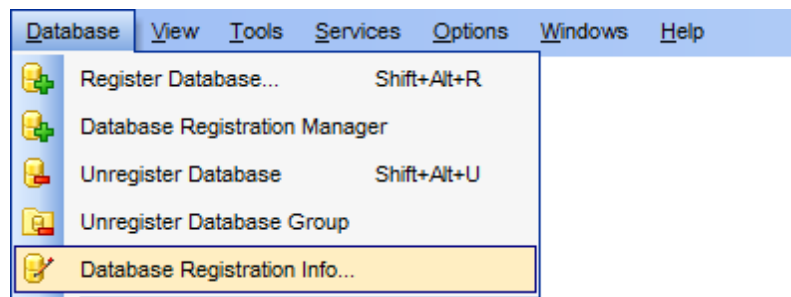 Database View Tools Services Options Windows Help
Register Database... Shift+Alt+R
Database Registration Manager
Unregister Database Shift+Alt+U
Unregister Database Group
Database Registration Info...